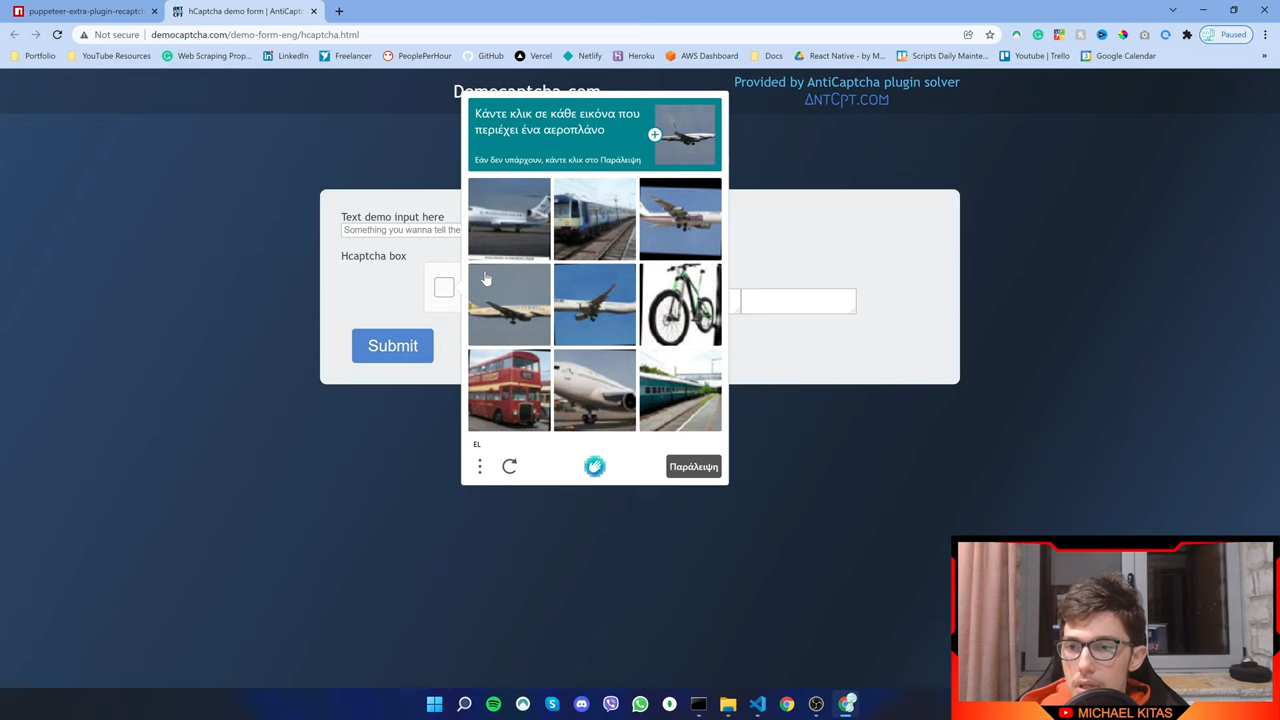 puppeteer-extra-plugin-recaptch
hCaptcha demo form | AntiCaptc
Not secure
democaptcha.com/demo-form-eng/hcaptcha.html
Paused
Portfolio
YouTube Resources
Web Scraping Prop...
LinkedIn
Freelancer
PeoplePerHour
GitHub
Vercel
Netlify
Heroku
AWS Dashboard
Docs
React Native - by M...
Scripts Daily Mainte...
Youtube | Trello
Google Calendar
Democaptcha.com
Provided by AntiCaptcha plugin solver
ANTCPT.COM
Κάντε κλικ σε κάθε εικόνα που
περιέχει ένα αεροπλάνο
Εάν δεν υπάρχουν, κάντε κλικ στο Παράλειψη
Text demo input here
Something you wanna tell the
Hcaptcha box
Submit
EL
Παράλειψη
MICHAEL KITAS